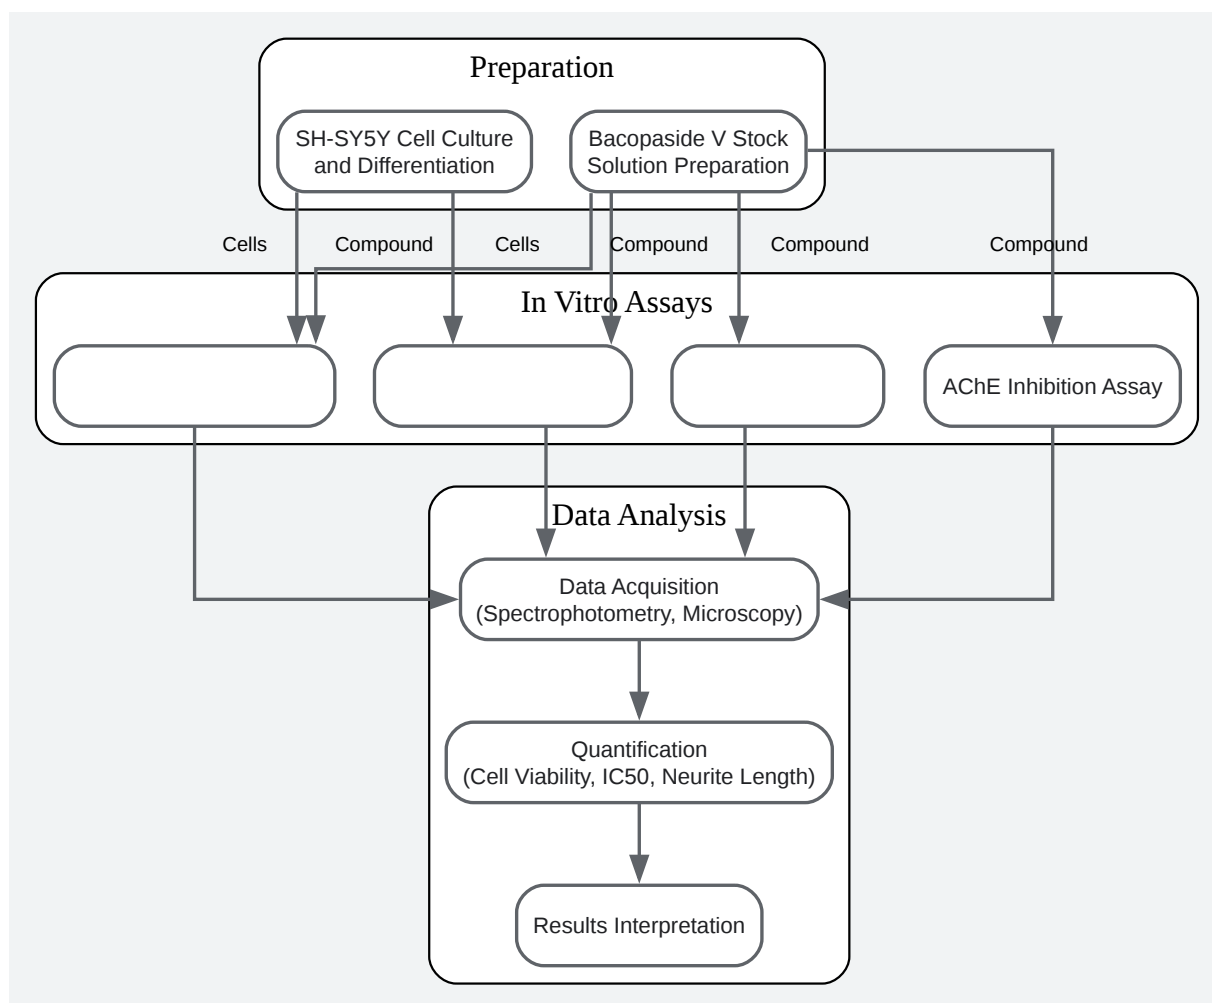 Preparation
SH-SY5Y Cell Culture
and Differentiation
Bacopaside V Stock
Solution Preparation
Cells
Compound
Cells
Compound
Compound
Compound
In Vitro Assays
AChE Inhibition Assay
Data Analysis
Data Acquisition
(Spectrophotometry, Microscopy)
Quantification
(Cell Viability, IC50, Neurite Length)
Results Interpretation